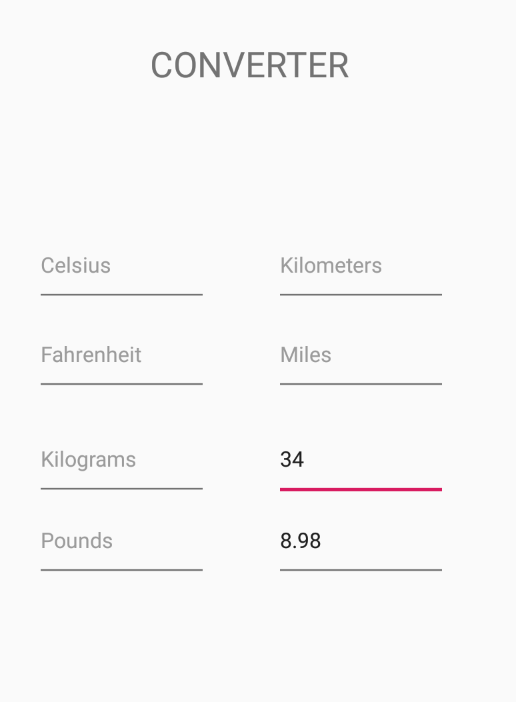 CONVERTER
Celsius
Kilometers
Fahrenheit
Miles
Kilograms
34
Pounds
8.98